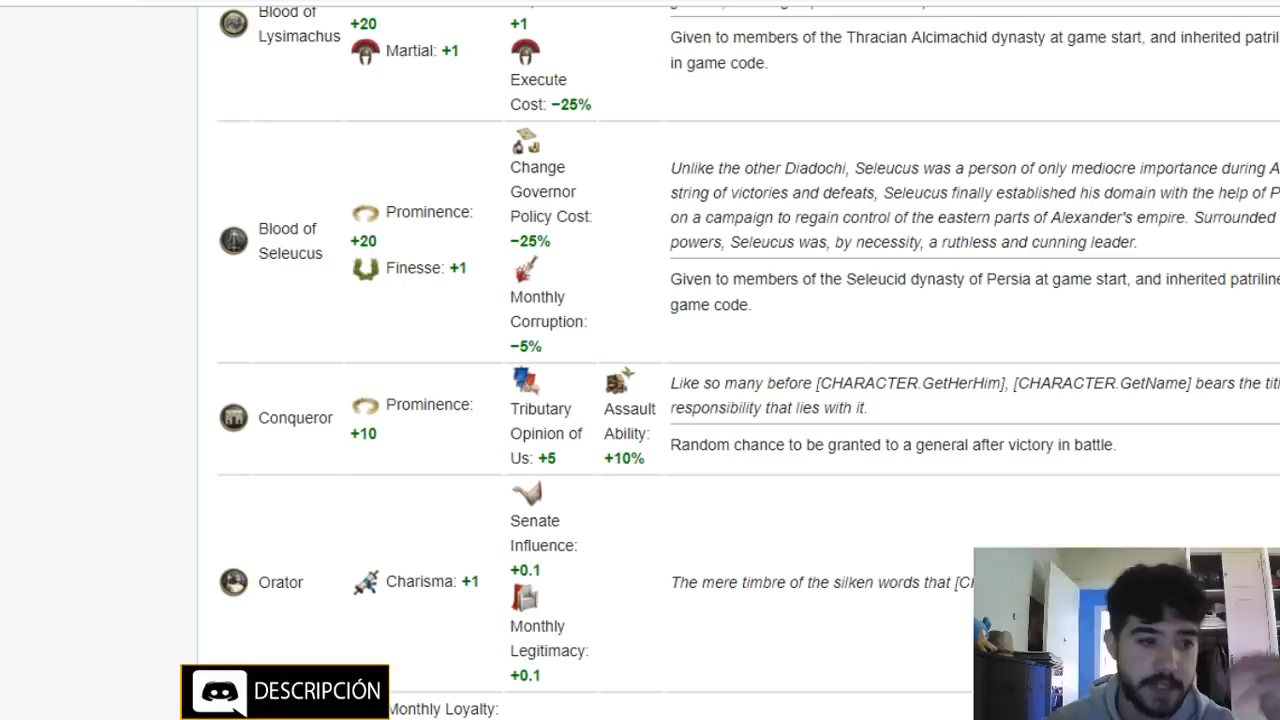 Blood of
Lysimachus
+20
Martial: +1
+1
Execute
Cost: −25%
Given to members of the Thracian Alcimachid dynasty at game start, and inherited patril
in game code.
Blood of
Seleucus
Prominence:
+20
Finesse: +1
Change
Governor
Policy Cost:
−25%
Monthly
Corruption:
−5%
Unlike the other Diadochi, Seleucus was a person of only mediocre importance during A
string of victories and defeats, Seleucus finally established his domain with the help of P
on a campaign to regain control of the eastern parts of Alexander's empire. Surrounded
powers, Seleucus was, by necessity, a ruthless and cunning leader.
Given to members of the Seleucid dynasty of Persia at game start, and inherited patriline
game code.
Conqueror
Prominence:
+10
Tributary
Opinion of
Us: +5
Assault
Ability:
+10%
Like so many before [CHARACTER.GetHerHim], [CHARACTER.GetName] bears the titl
responsibility that lies with it.
Random chance to be granted to a general after victory in battle.
Orator
Charisma: +1
Senate
Influence:
+0.1
Monthly
Legitimacy:
+0.1
The mere timbre of the silken words that [C
DESCRIPCIÓN
Monthly Loyalty: